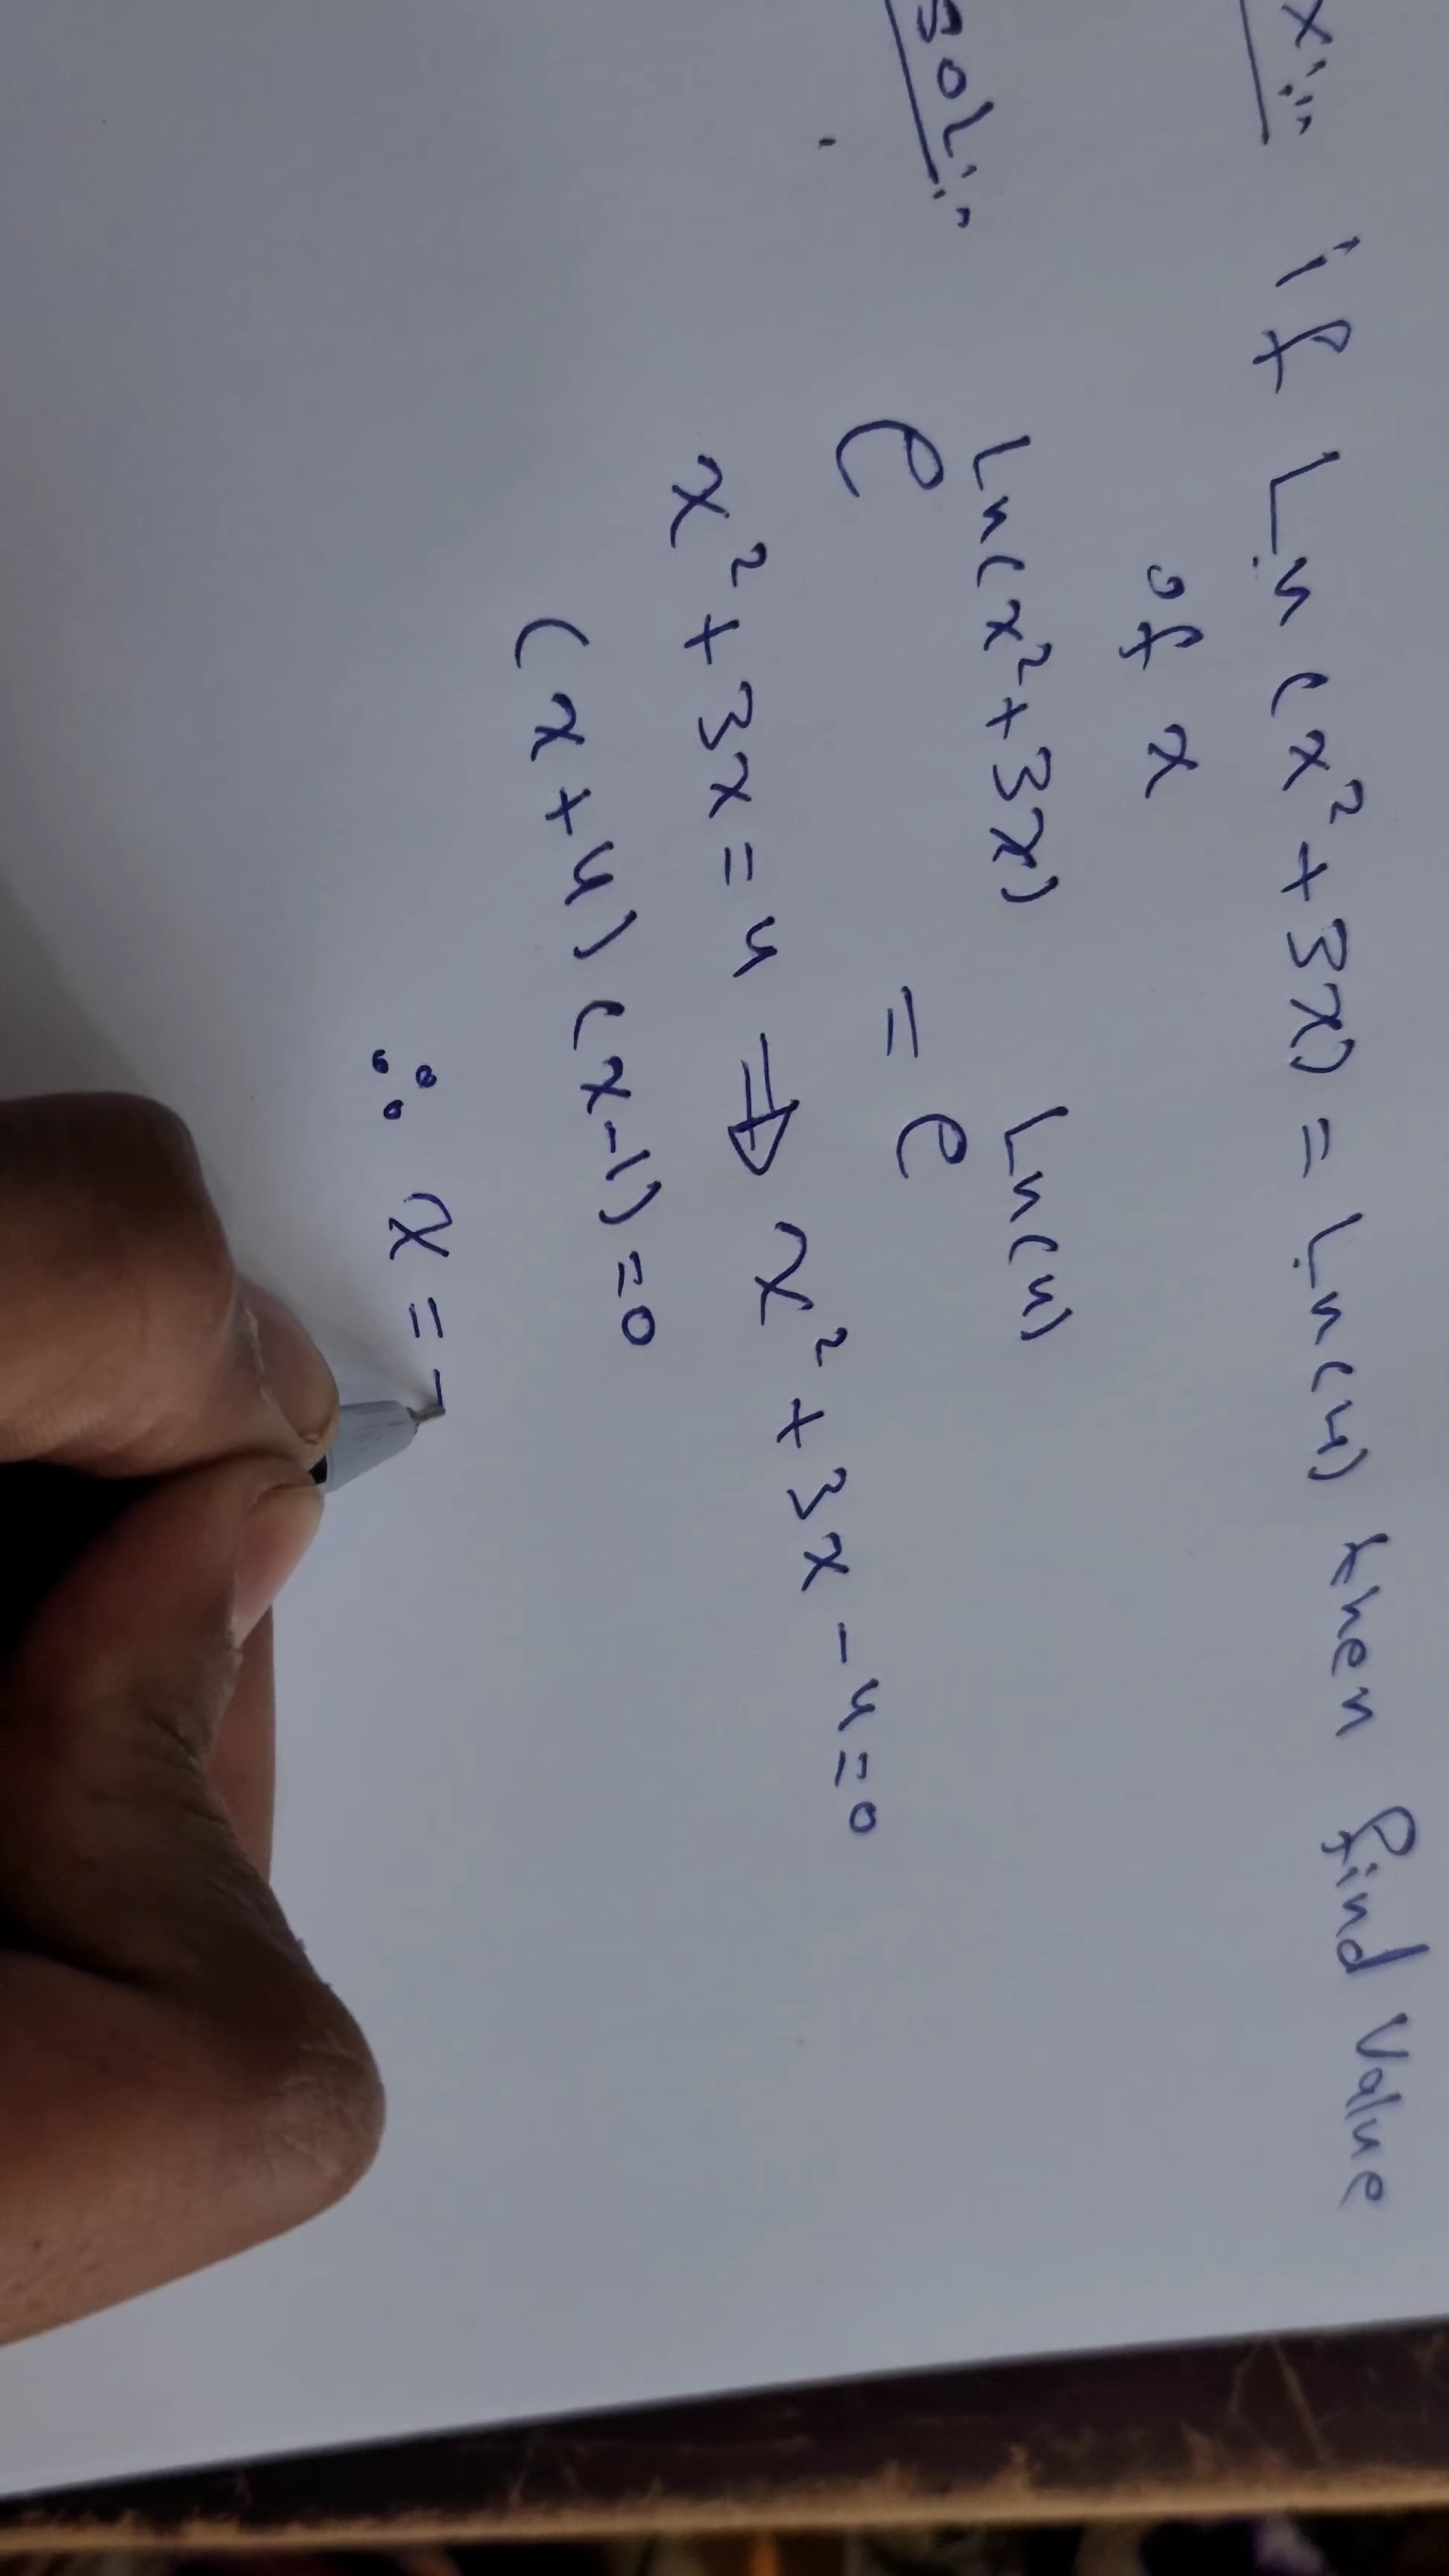 x:" if Ln(x²+3x) = Ln(4) then find value
of x
sol:" e^Ln(x²+3x) = e^Ln(4)
x²+3x=4 ⇒ x²+3x-4=0
(x+4)(x-1)=0
∴ x = -